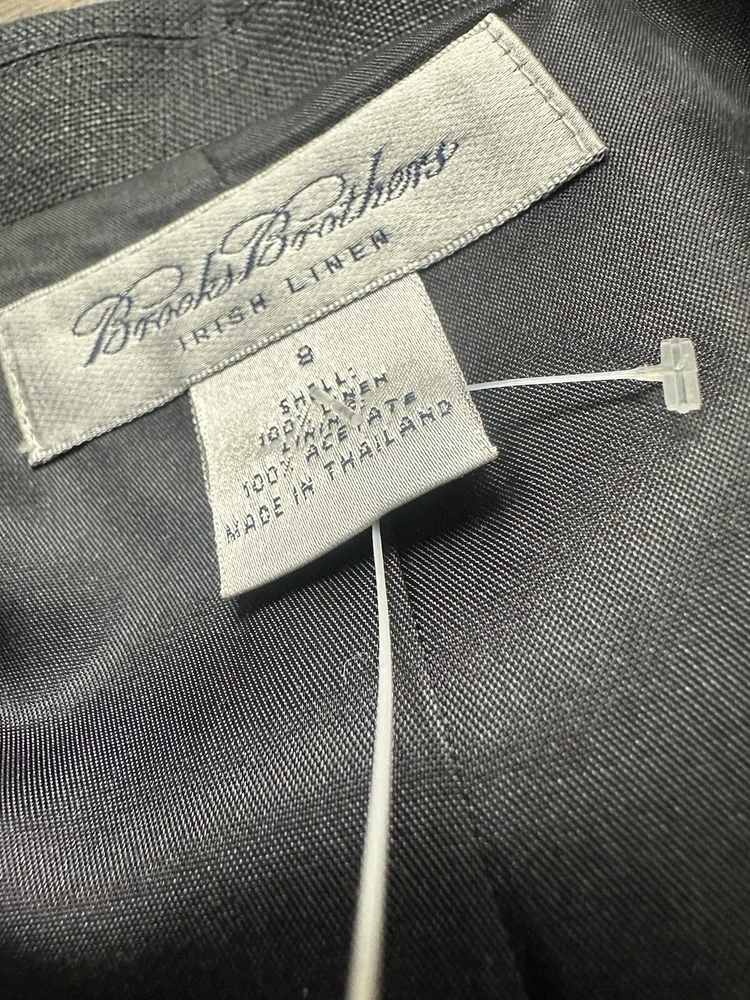 Brooks Brothers
IRISH LINEN
8
SHELL:
100% LINEN
LINING
100% ACETATE
MADE IN THAILAND